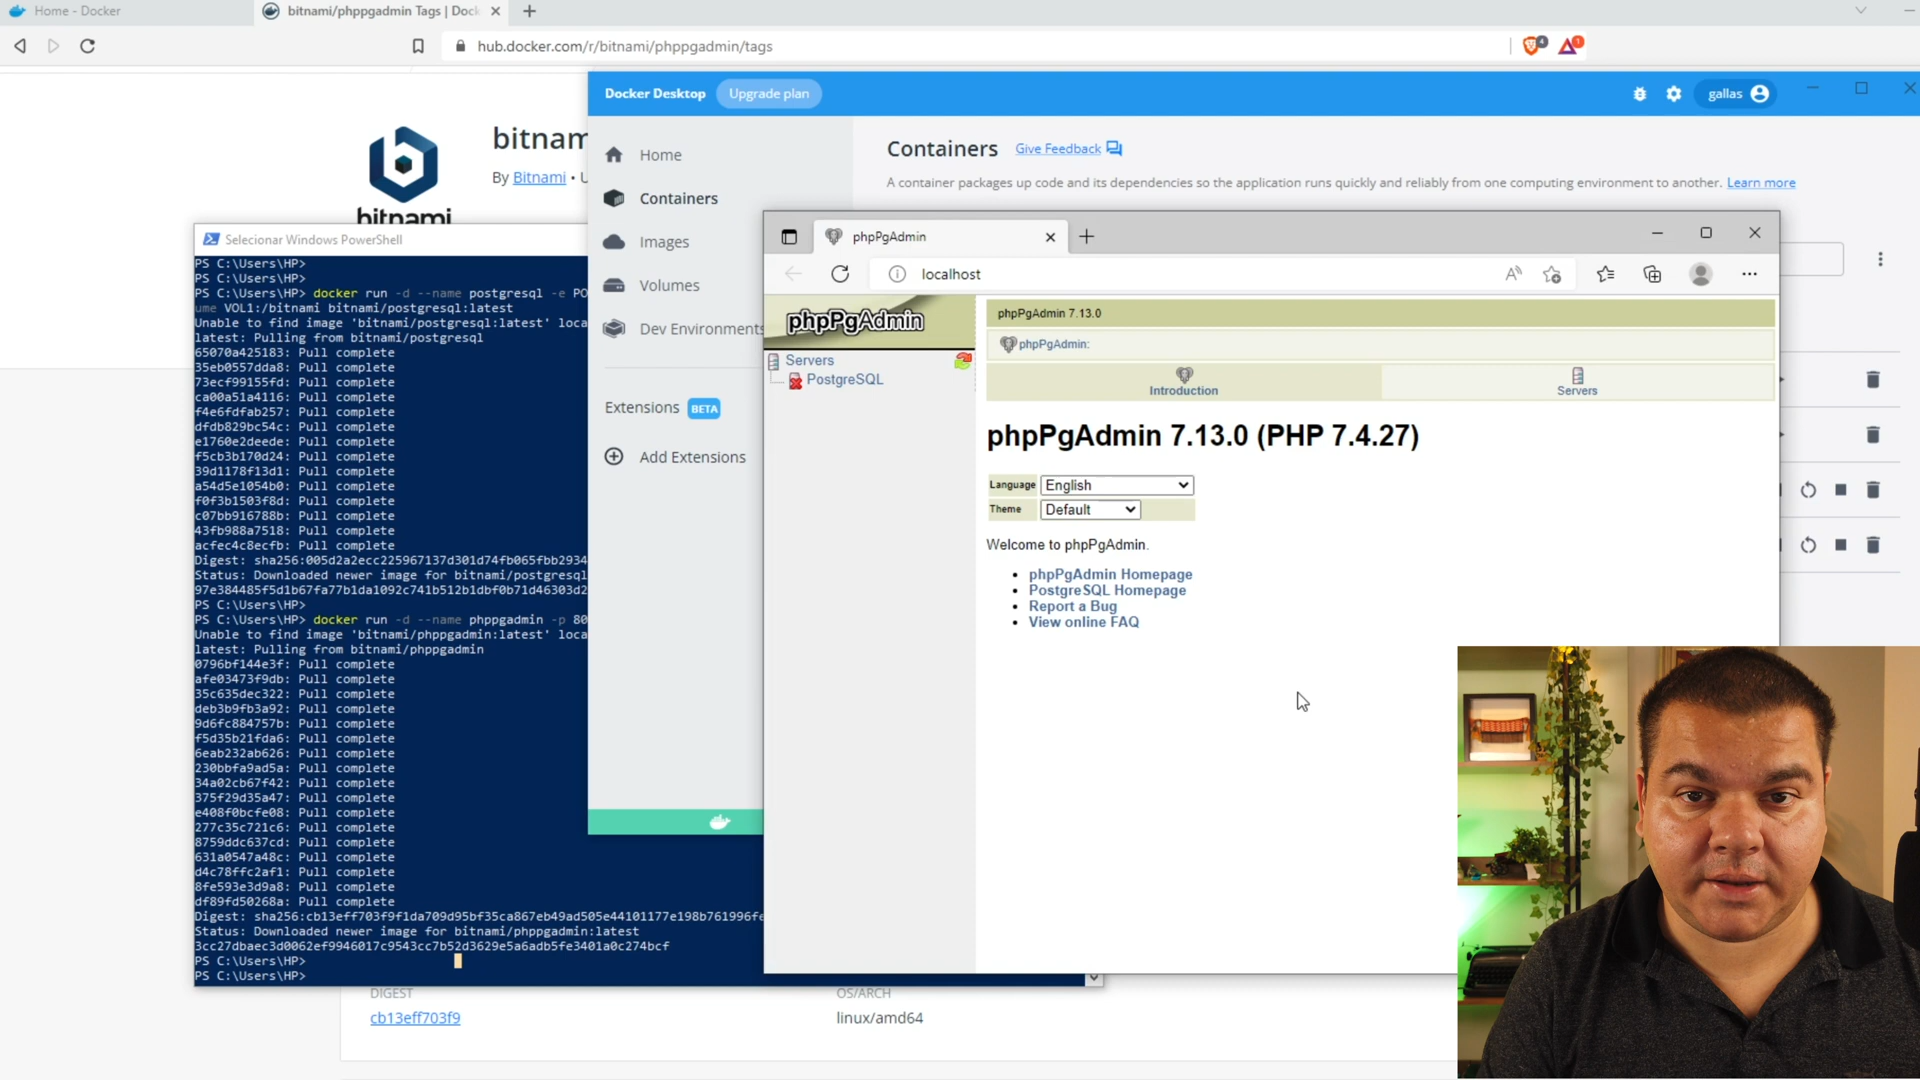 Home - Docker
bitnami/phppgadmin Tags | Dock
hub.docker.com/r/bitnami/phppgadmin/tags
4
1
bitnami
By Bitnami • U
bitnam
Docker Desktop
Upgrade plan
gallas
Home
Containers
Images
Volumes
Dev Environments
Extensions BETA
Add Extensions
Containers
Give Feedback
A container packages up code and its dependencies so the application runs quickly and reliably from one computing environment to another. Learn more
Selecionar Windows PowerShell
PS C:\Users\HP>
PS C:\Users\HP>
PS C:\Users\HP> docker run -d --name postgresql -e PO
ume VOL1:/bitnami bitnami/postgresql:latest
Unable to find image 'bitnami/postgresql:latest' loca
latest: Pulling from bitnami/postgresql
65070a425183: Pull complete
35eb0557dda8: Pull complete
73ecf99155fd: Pull complete
ca00a51a4116: Pull complete
f4e6fdfab257: Pull complete
dfdb829bc54c: Pull complete
e1760e2deede: Pull complete
f5cb3b170d24: Pull complete
39d1178f13d1: Pull complete
a54d5e1054b0: Pull complete
f0f3b1503f8d: Pull complete
c07bb916788b: Pull complete
43fb988a7518: Pull complete
acfec4c8ecfb: Pull complete
Digest: sha256:005d2a2ecc225967137d301d74fb065fbb2934
Status: Downloaded newer image for bitnami/postgresql
97e384485f5d1b67fa77b1da1092c741b512b1dbf0b71d46303d2
PS C:\Users\HP>
PS C:\Users\HP> docker run -d --name phppgadmin -p 80
Unable to find image 'bitnami/phppgadmin:latest' loca
latest: Pulling from bitnami/phppgadmin
0796bf144e3f: Pull complete
afe03473f9db: Pull complete
35c635dec322: Pull complete
deb3b9fb3a92: Pull complete
9d6fc884757b: Pull complete
f5d35b21fda6: Pull complete
6eab232ab626: Pull complete
230bbfa9ad5a: Pull complete
34a02cb67f42: Pull complete
375f29d35a47: Pull complete
e408f0bcfe08: Pull complete
277c35c721c6: Pull complete
8759ddc637cd: Pull complete
631a0547a48c: Pull complete
d4c78ffc2af1: Pull complete
8fe593e3d9a8: Pull complete
df89fd50268a: Pull complete
Digest: sha256:cb13eff703f9f1da709d95bf35ca867eb49ad505e44101177e198b761996fe
Status: Downloaded newer image for bitnami/phppgadmin:latest
3cc27dbaec3d0062ef9946017c9543cc7b52d3629e5a6adb5fe3401a0c274bcf
PS C:\Users\HP>
PS C:\Users\HP>
phpPgAdmin
localhost
phpPgAdmin
Servers
PostgreSQL
phpPgAdmin 7.13.0
phpPgAdmin:
Introduction
Servers
phpPgAdmin 7.13.0 (PHP 7.4.27)
Language English
Theme Default
Welcome to phpPgAdmin.
• phpPgAdmin Homepage
• PostgreSQL Homepage
• Report a Bug
• View online FAQ
DIGEST
OS/ARCH
cb13eff703f9
linux/amd64